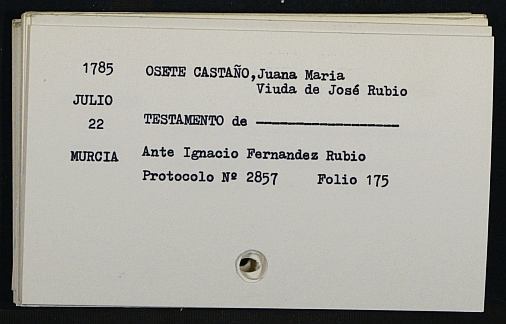 1785 OSETE CASTAÑO, Juana Maria
Viuda de José Rubio
JULIO
22 TESTAMENTO de ------------------
MURCIA Ante Ignacio Fernandez Rubio
Protocolo Nº 2857 Folio 175